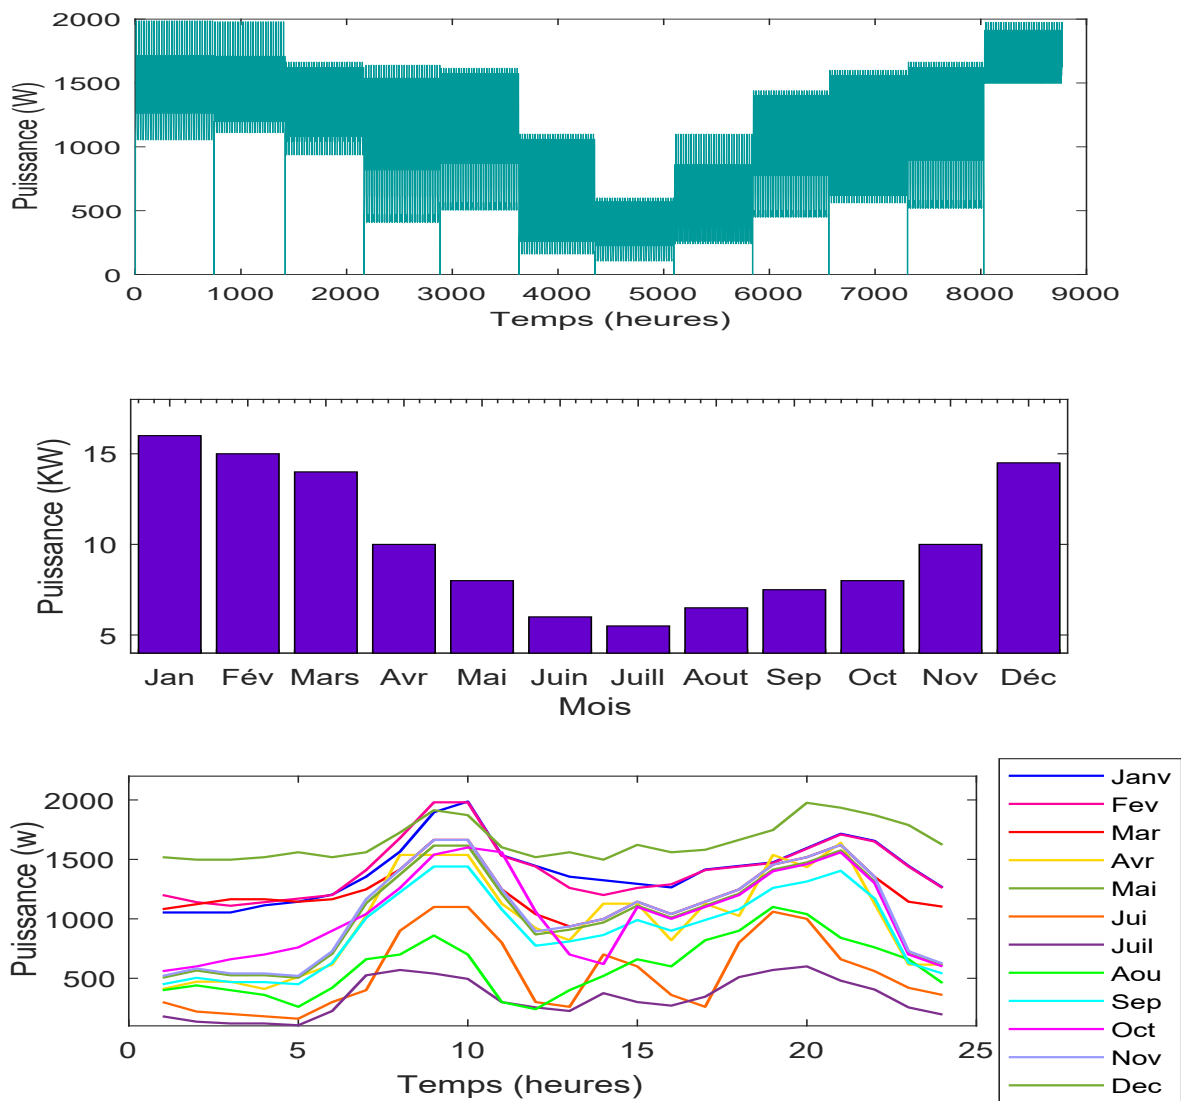 Puissance (W)
2000
1500
1000
500
0
0 1000 2000 3000 4000 5000 6000 7000 8000 9000
Temps (heures)
Puissance (KW)
15
10
5
Jan Fév Mars Avr Mai Juin Juill Aout Sep Oct Nov Déc
Mois
Puissance (w)
2000
1500
1000
500
0 5 10 15 20 25
Temps (heures)
Janv
Fev
Mar
Avr
Mai
Jui
Juil
Aou
Sep
Oct
Nov
Dec